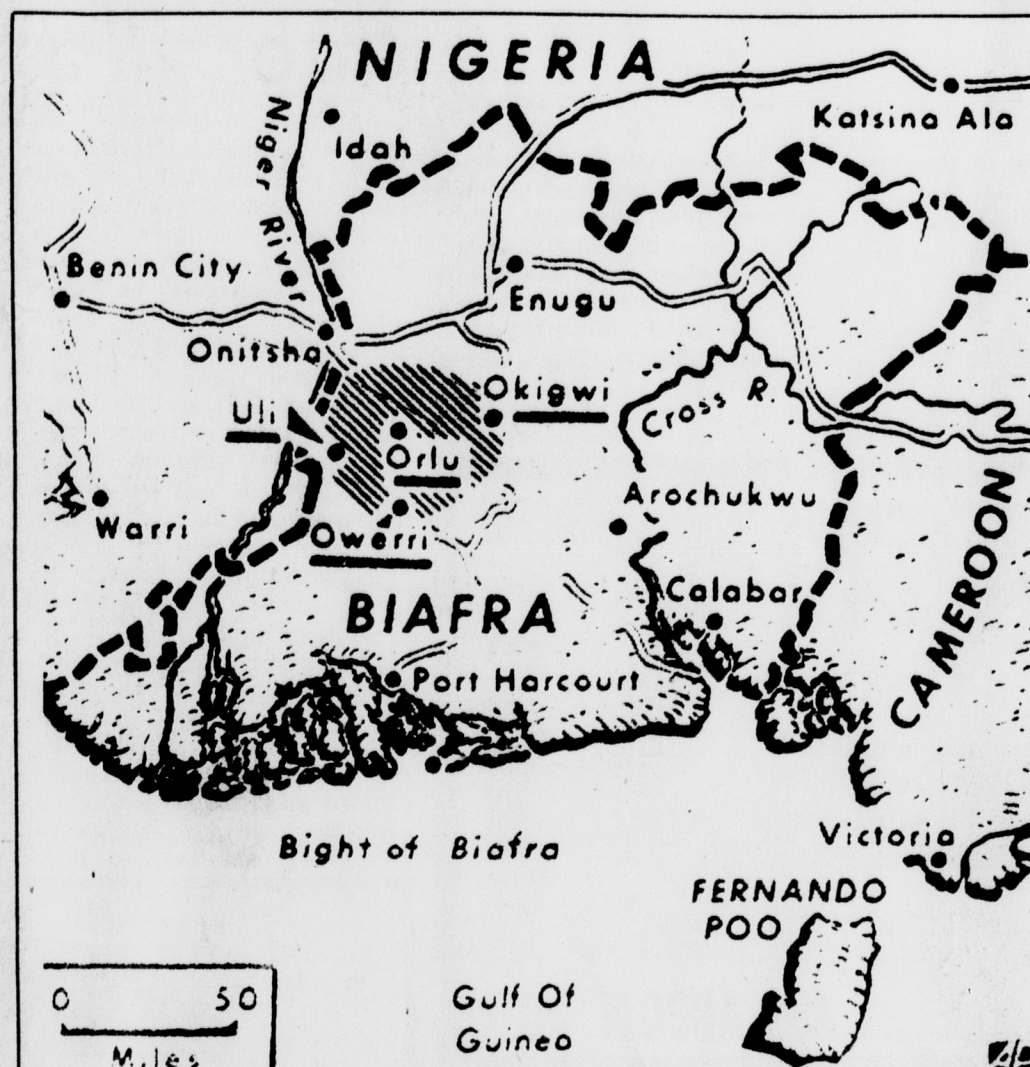 NIGERIA
Katsina Ala
Niger River
Idah
Benin City
Enugu
Onitsha
Okigwi
Uli
Cross R.
Orlu
Arochukwu
Warri
Owerri
CAMEROON
Calabar
BIAFRA
Port Harcourt
Victoria
Bight of Biafra
FERNANDO
POO
Gulf Of
Guinea
0 50
Miles